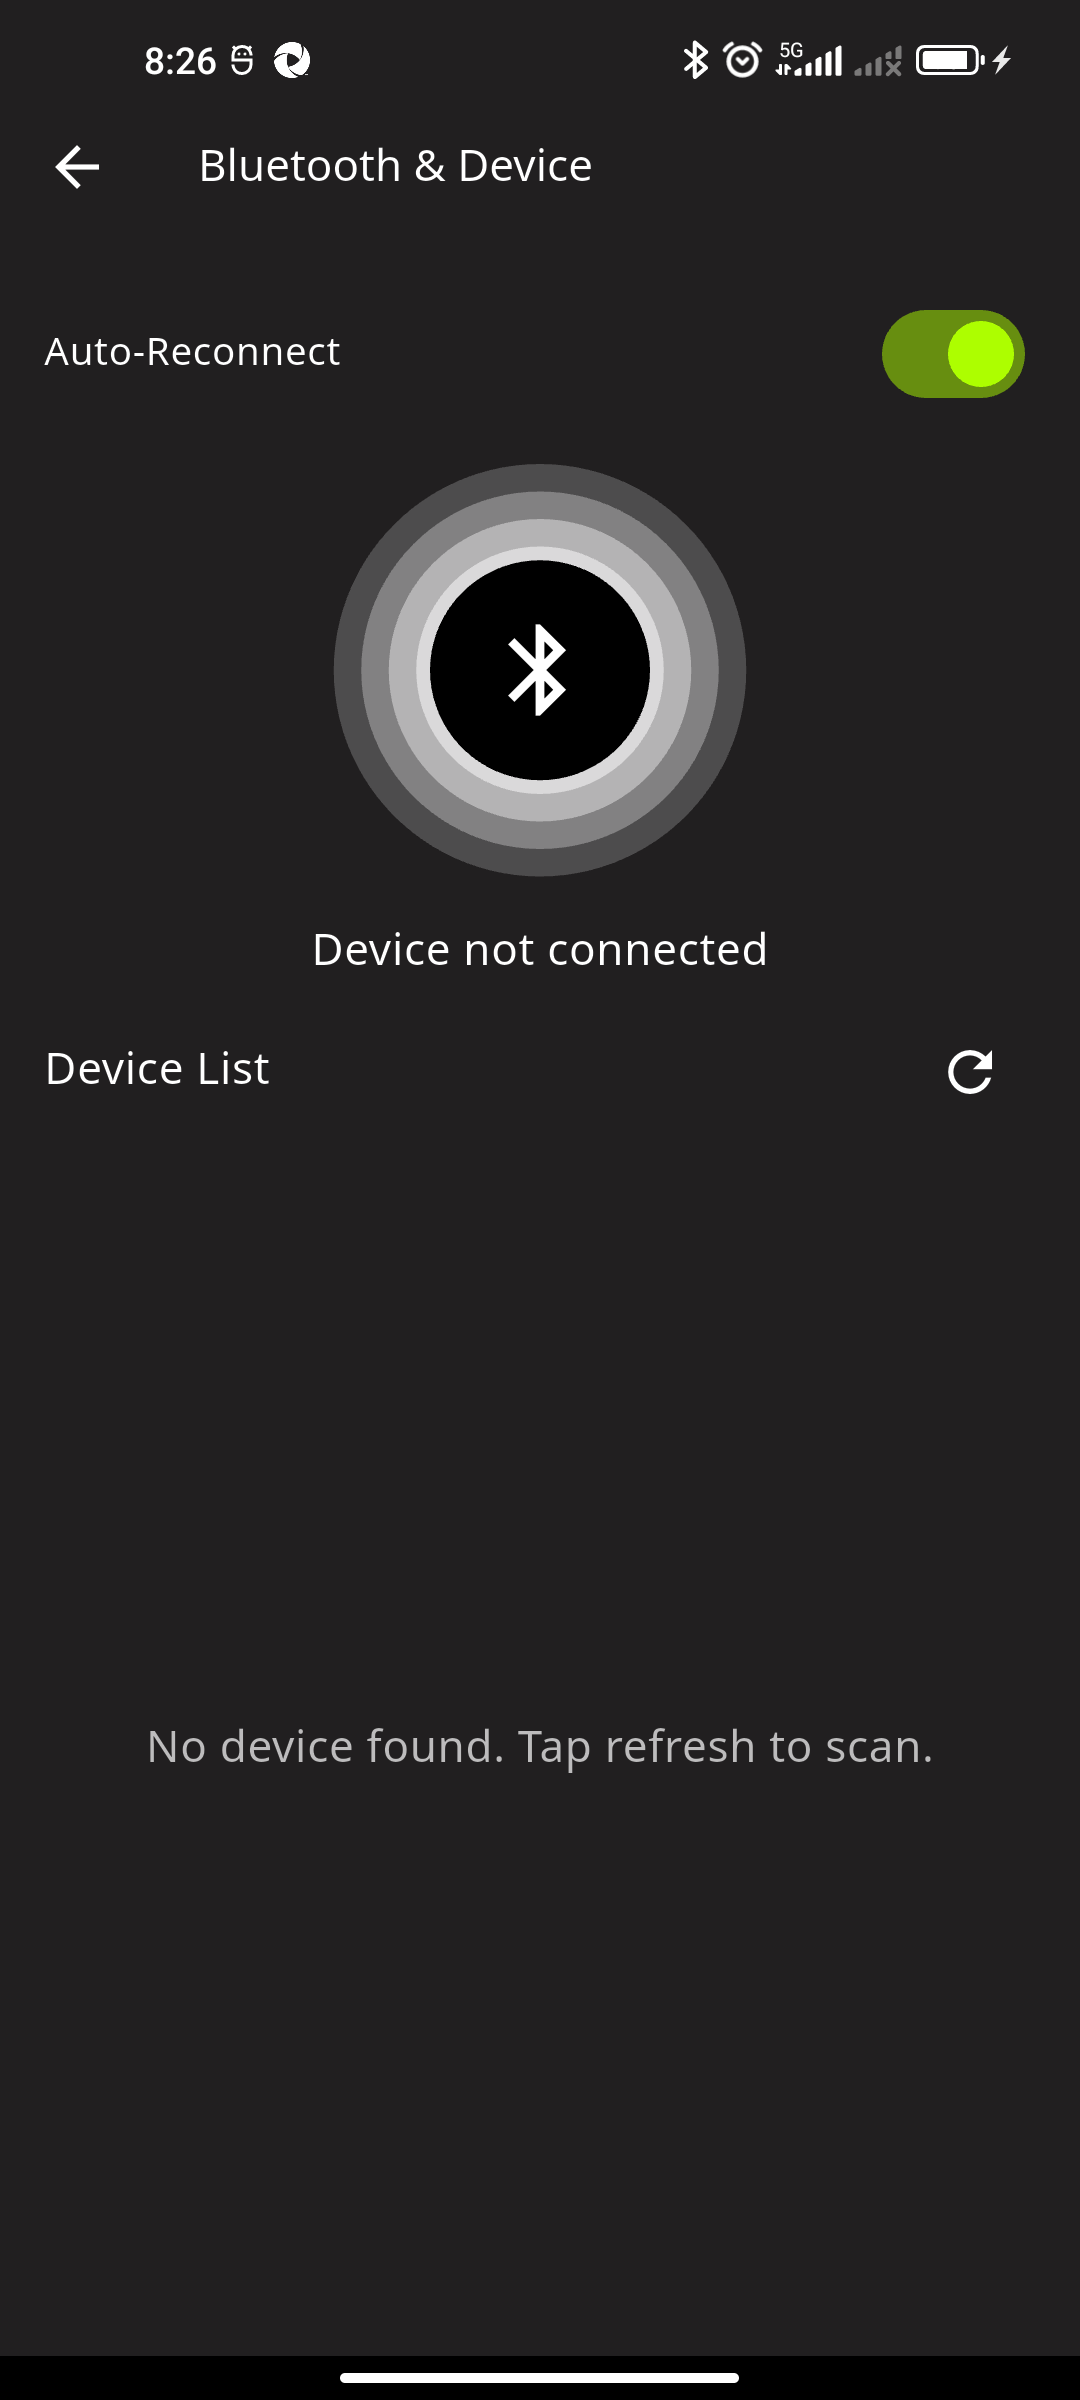 8:26
5G
Bluetooth & Device
Auto-Reconnect
Device not connected
Device List
No device found. Tap refresh to scan.